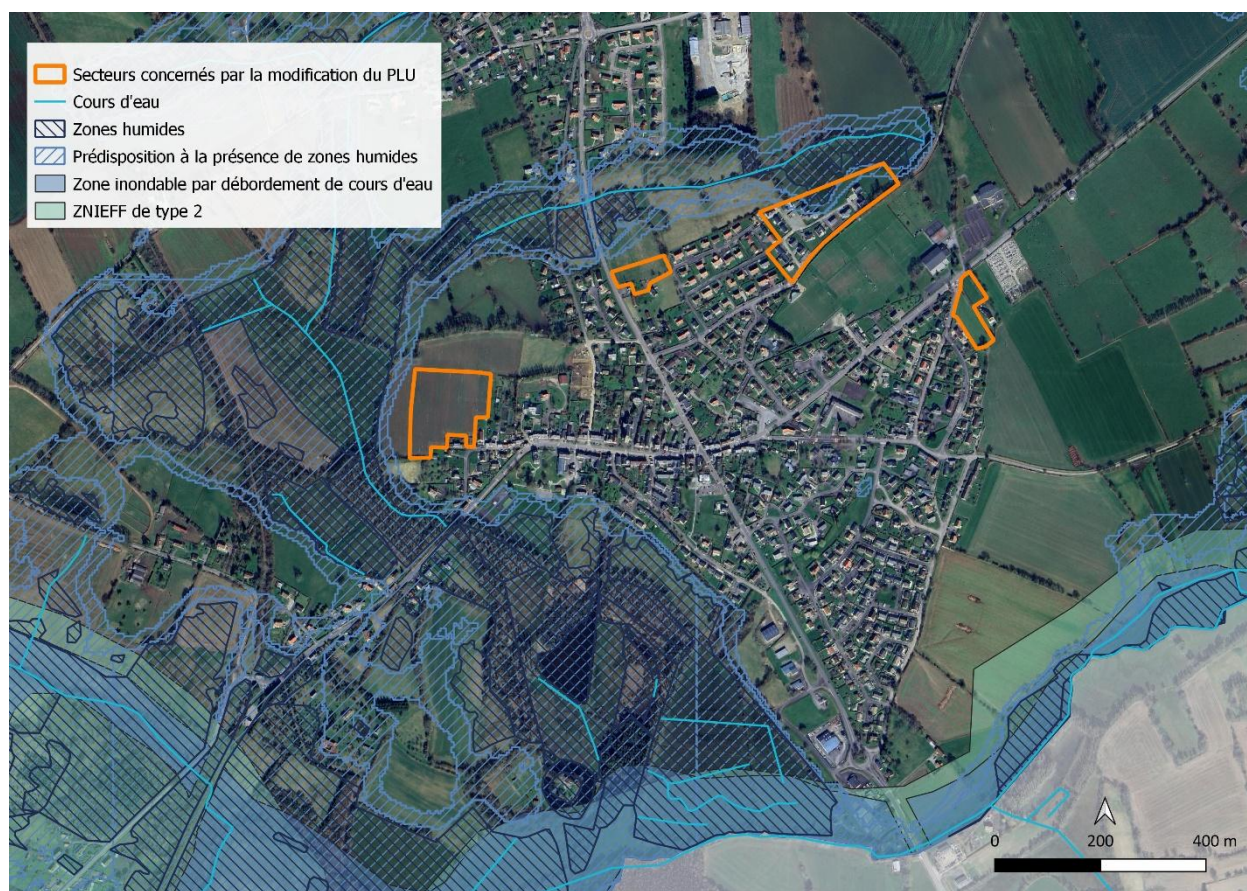 Secteurs concernés par la modification du PLU
Cours d'eau
Zones humides
Prédisposition à la présence de zones humides
Zone inondable par débordement de cours d'eau
ZNIEFF de type 2
0 200 400 m